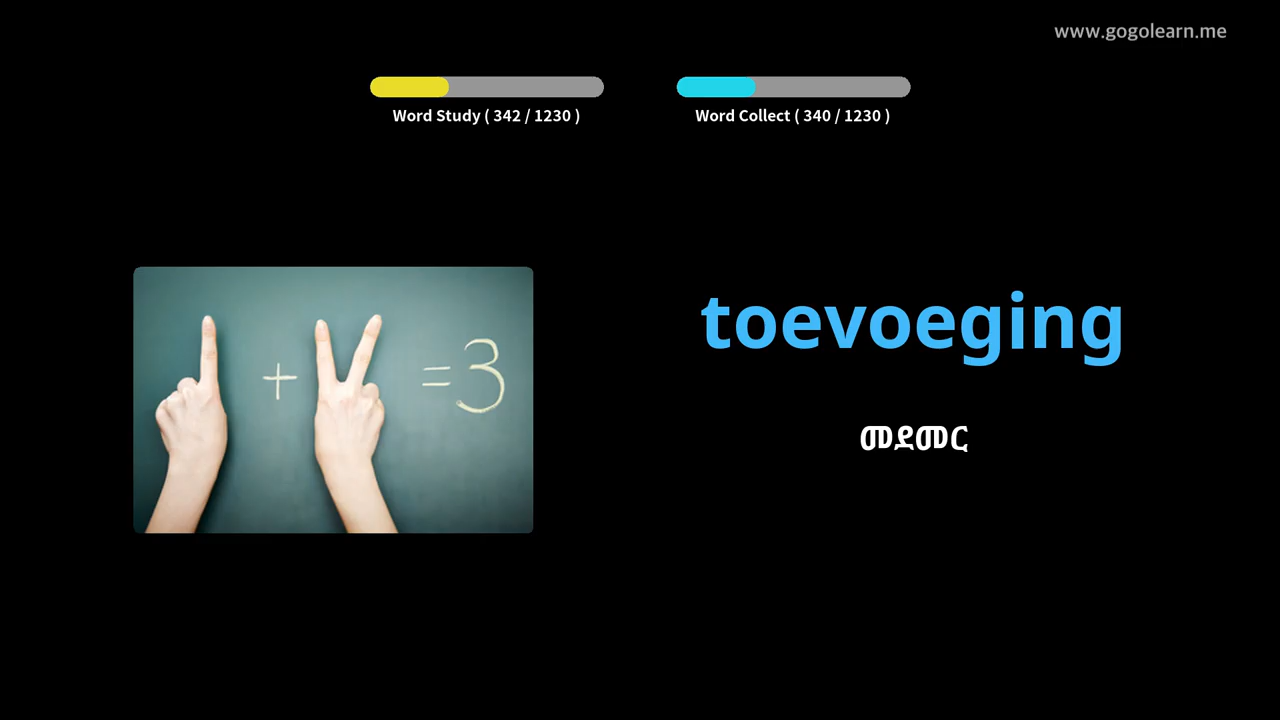 www.gogolearn.me
Word Study ( 342 / 1230 )
Word Collect ( 340 / 1230 )
+ =3
toevoeging
መደመር